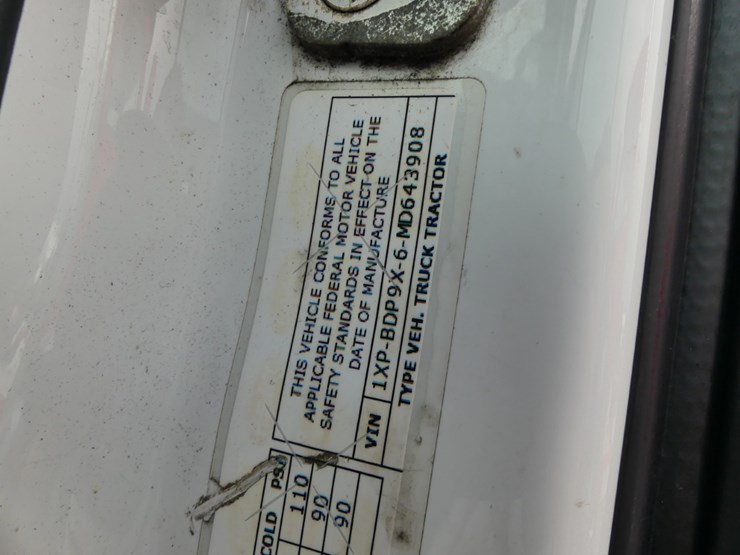 THIS VEHICLE CONFORMS TO ALL
APPLICABLE FEDERAL MOTOR VEHICLE
SAFETY STANDARDS IN EFFECT ON THE
DATE OF MANUFACTURE
VIN 1XP-BDP9X-6-MD643908
TYPE VEH. TRUCK TRACTOR
COLD PSI
110
90
90